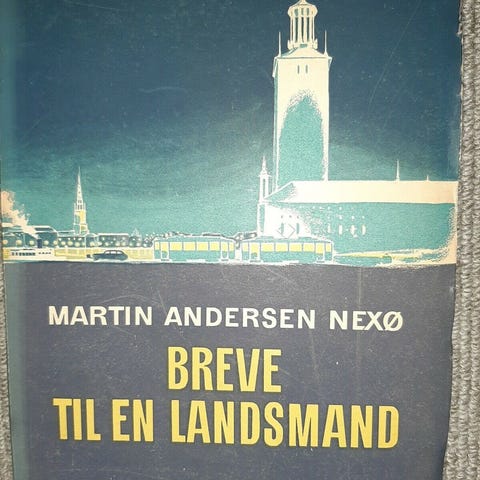 MARTIN ANDERSEN NEXØ
BREVE
TIL EN LANDSMAND